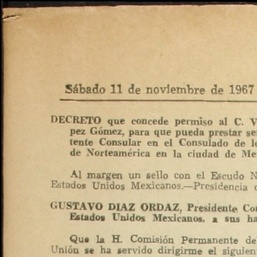 Sábado 11 de noviembre de 1967
DECRETO que concede permiso al C. V
pez Gómez, para que pueda prestar se
tente Consular en el Consulado de l
de Norteamérica en la ciudad de Me
Al margen un sello con el Escudo N
Estados Unidos Mexicanos.—Presidencia
GUSTAVO DIAZ ORDAZ, Presidente Co
Estados Unidos Mexicanos, a sus ha
Que la H. Comisión Permanente de
Unión se ha servido dirigirme el siguien